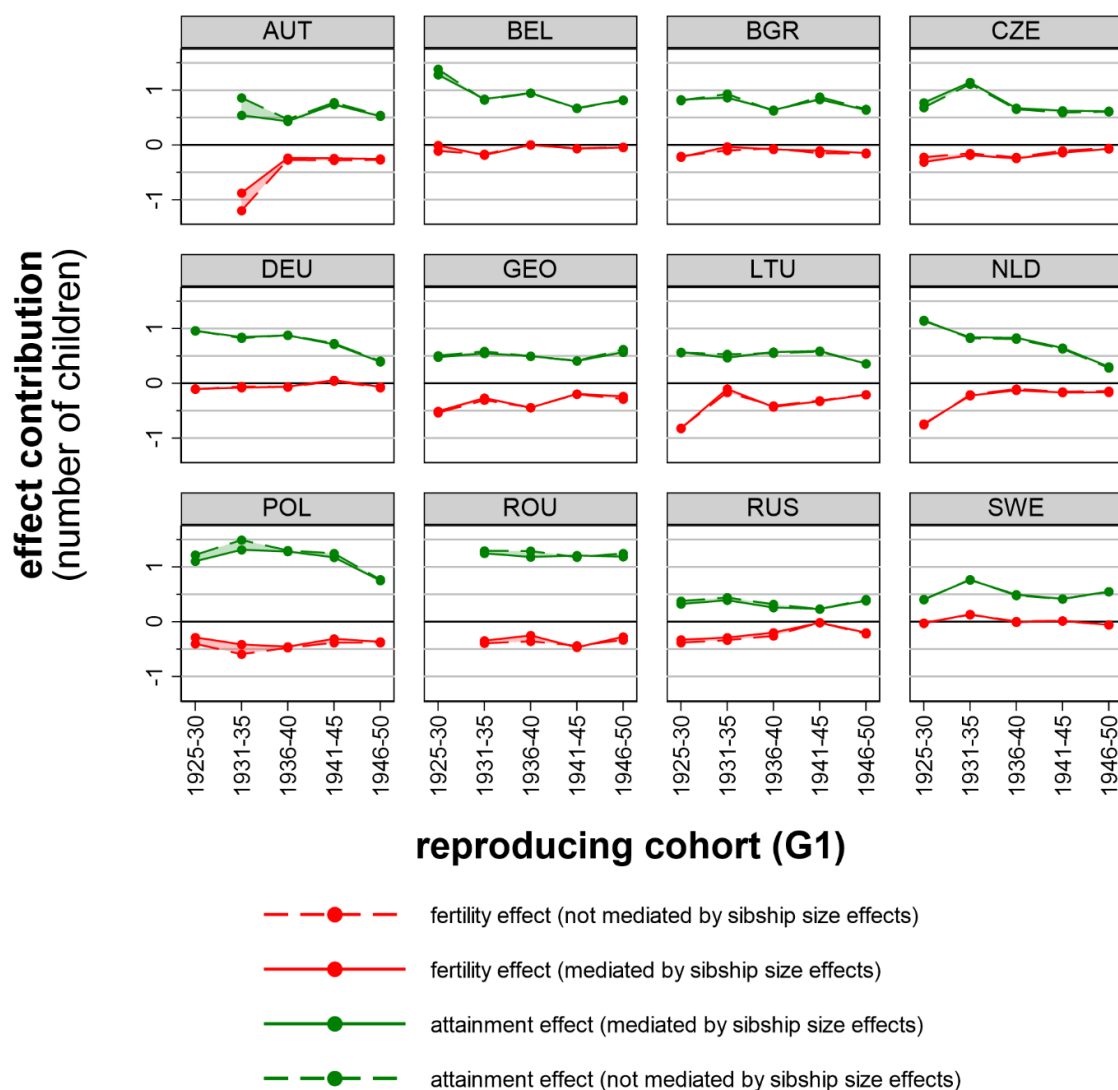 AUT BEL BGR CZE
1
0
-1
DEU GEO LTU NLD
1
0
-1
POL ROU RUS SWE
1
0
-1
effect contribution
(number of children)
1925-30 1931-35 1936-40 1941-45 1946-50 1925-30 1931-35 1936-40 1941-45 1946-50 1925-30 1931-35 1936-40 1941-45 1946-50 1925-30 1931-35 1936-40 1941-45 1946-50
reproducing cohort (G1)
fertility effect (not mediated by sibship size effects)
fertility effect (mediated by sibship size effects)
attainment effect (mediated by sibship size effects)
attainment effect (not mediated by sibship size effects)